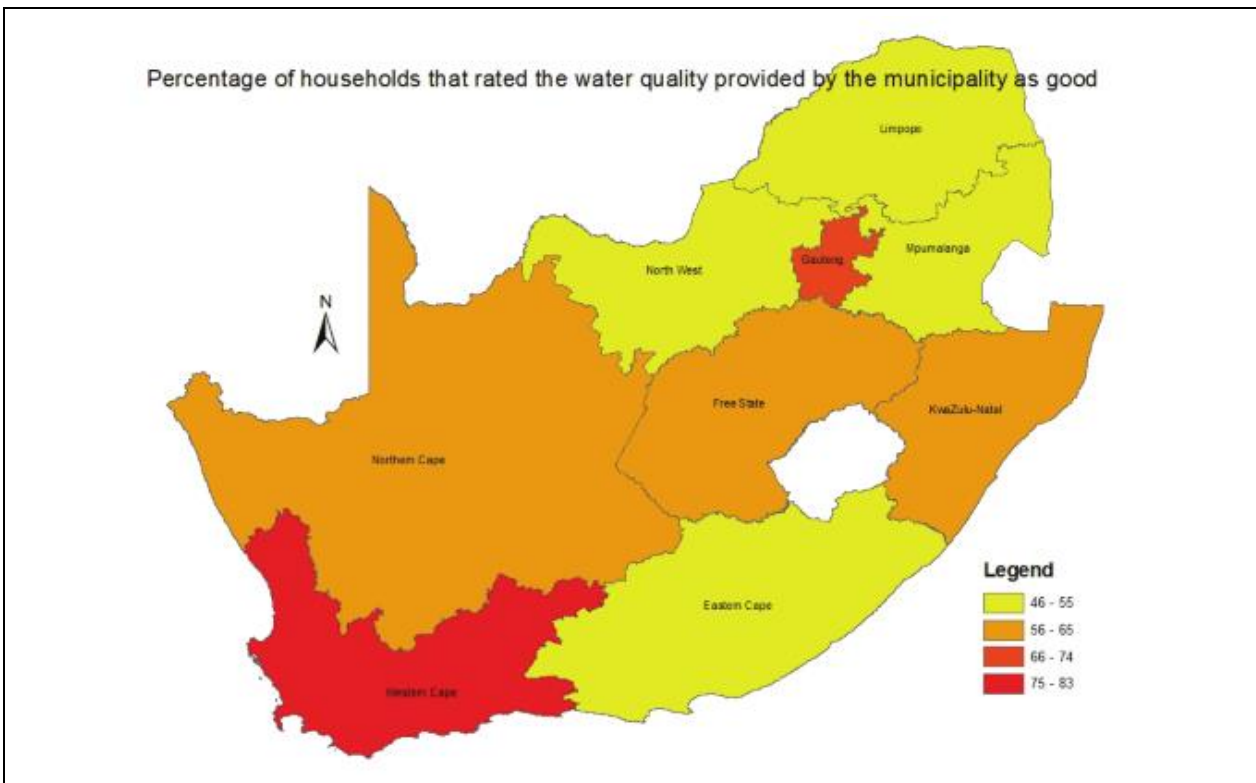 Percentage of households that rated the water quality provided by the municipality as good
Limpopo
Mpumalanga
Gauteng
North West
N
Free State
KwaZulu-Natal
Northern Cape
Eastern Cape
Western Cape
Legend
46 - 55
56 - 65
66 - 74
75 - 83